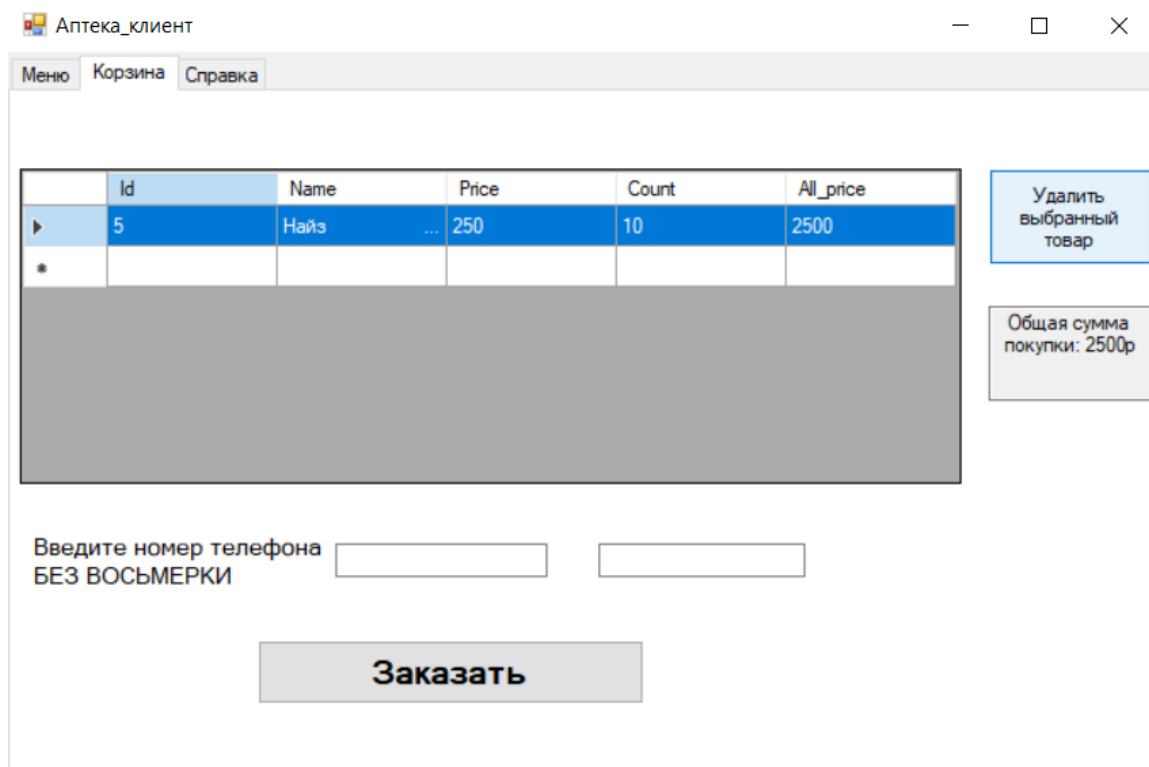 Аптека_клиент
Меню Корзина Справка
Id Name Price Count All_price
5 Найз ... 250 10 2500
Удалить
выбранный
товар
Общая сумма
покупки: 2500р
Введите номер телефона
БЕЗ ВОСЬМЕРКИ
Заказать